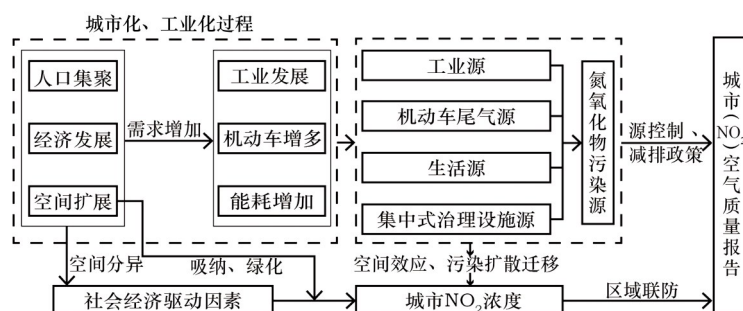 城市化、工业化过程
人口集聚
经济发展
空间扩展
需求增加
工业发展
机动车增多
能耗增加
工业源
机动车尾气源
生活源
集中式治理设施源
氮氧化物污染源
源控制、
减排政策
城市(NO₂)空气质量报告
空间分异
吸纳、绿化
空间效应、污染扩散迁移
社会经济驱动因素
城市NO₂浓度
区域联防